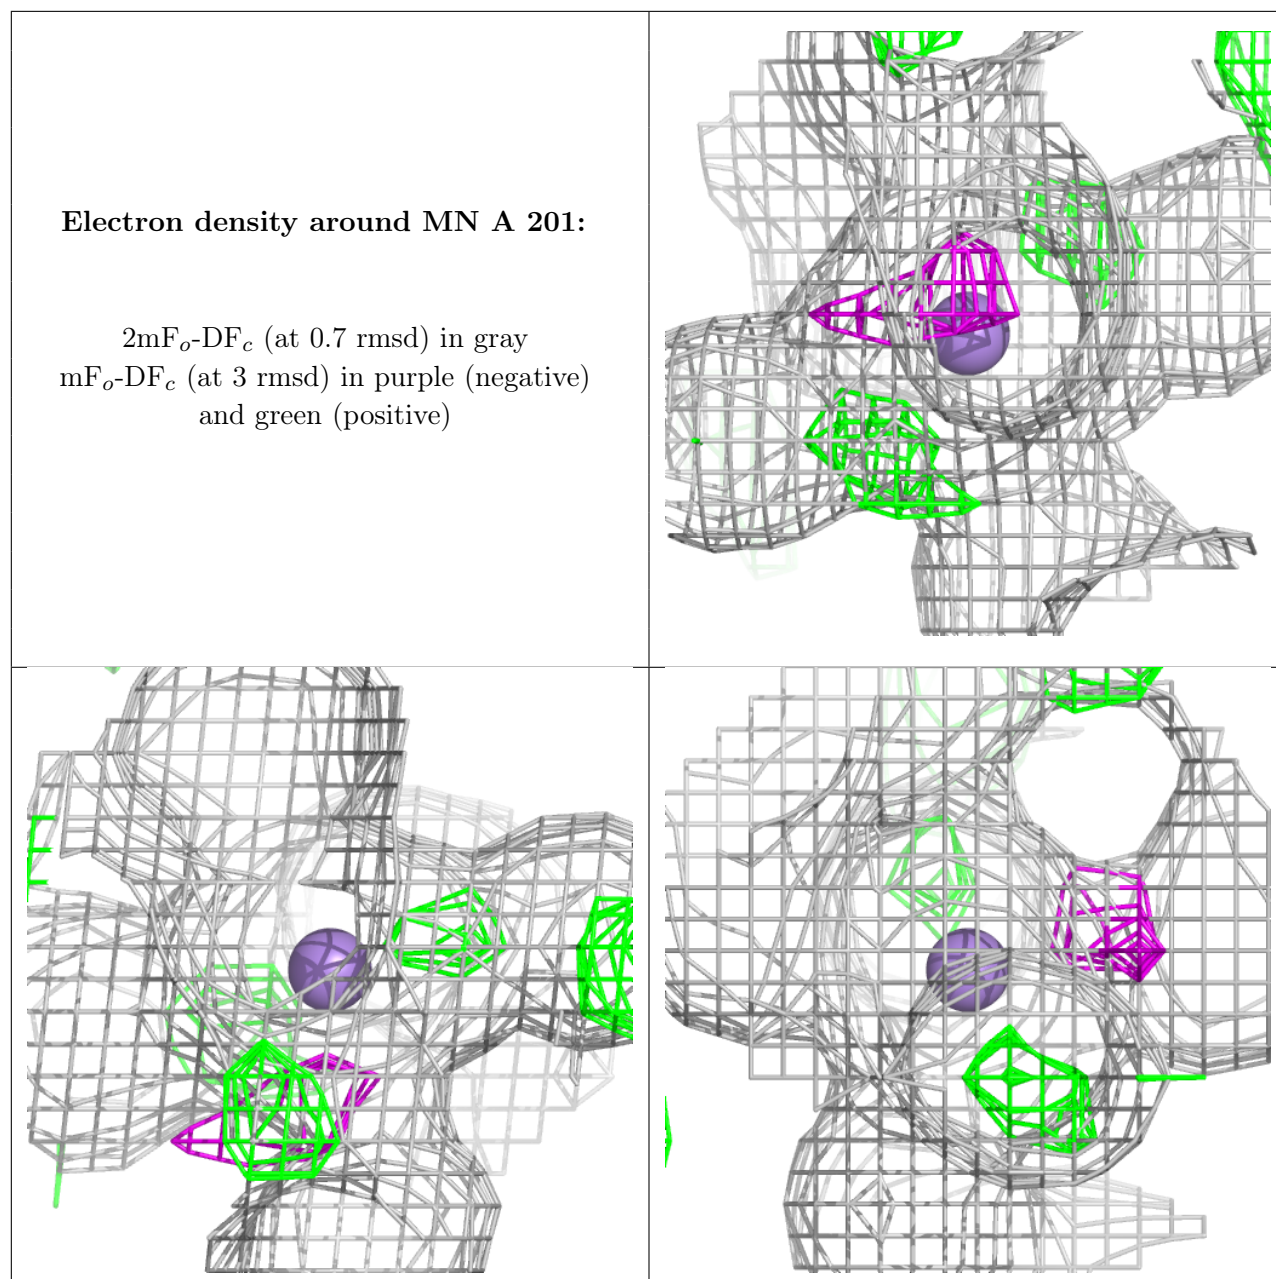 Electron density around MN A 201:
2mFo-DFc (at 0.7 rmsd) in gray
mFo-DFc (at 3 rmsd) in purple (negative)
and green (positive)